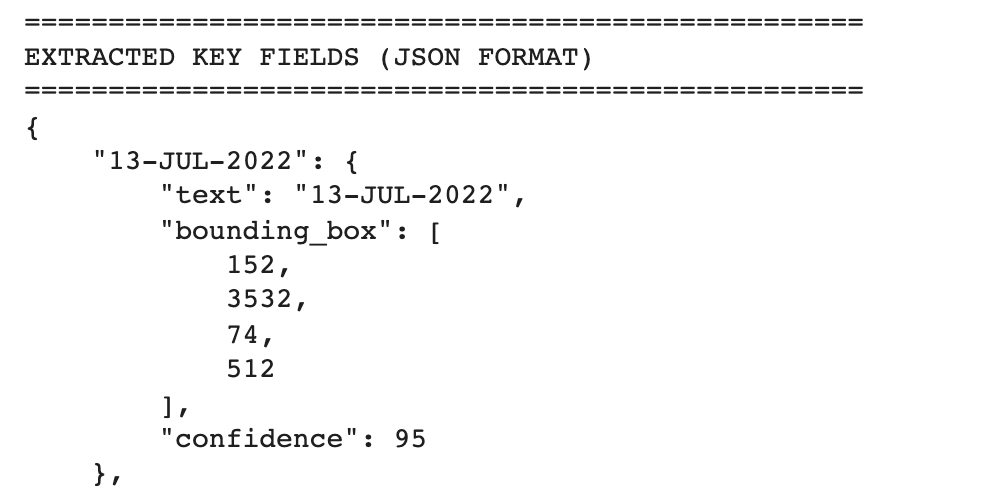 ==================================================
EXTRACTED KEY FIELDS (JSON FORMAT)
==================================================
{
    "13-JUL-2022": {
        "text": "13-JUL-2022",
        "bounding_box": [
            152,
            3532,
            74,
            512
        ],
        "confidence": 95
    },